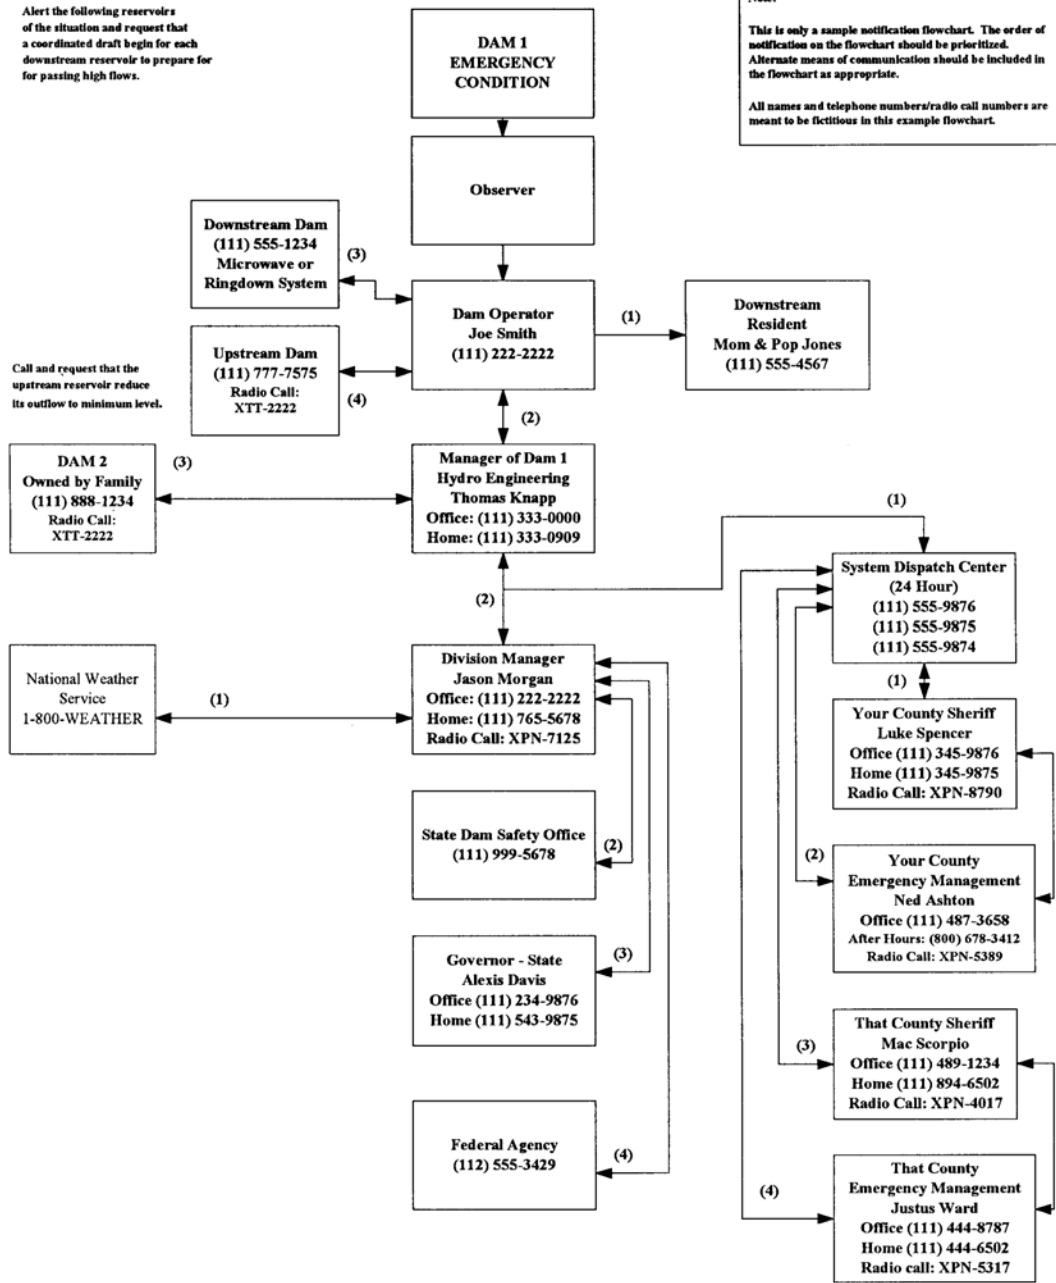 Alert the following reservoirs
of the situation and request that
a coordinated draft begin for each
downstream reservoir to prepare for
for passing high flows.
DAM 1
EMERGENCY
CONDITION
Note:
This is only a sample notification flowchart. The order of
notification on the flowchart should be prioritized.
Alternate means of communication should be included in
the flowchart as appropriate.
All names and telephone numbers/radio call numbers are
meant to be fictitious in this example flowchart.
Observer
Downstream Dam
(111) 555-1234
Microwave or
Ringdown System
(3)
Dam Operator
Joe Smith
(111) 222-2222
(1)
Downstream
Resident
Mom & Pop Jones
(111) 555-4567
Call and request that the
upstream reservoir reduce
its outflow to minimum level.
Upstream Dam
(111) 777-7575
Radio Call:
XTT-2222
(4)
(2)
DAM 2
Owned by Family
(111) 888-1234
Radio Call:
XTT-2222
(3)
Manager of Dam 1
Hydro Engineering
Thomas Knapp
Office: (111) 333-0000
Home: (111) 333-0909
(1)
(2)
System Dispatch Center
(24 Hour)
(111) 555-9876
(111) 555-9875
(111) 555-9874
National Weather
Service
1-800-WEATHER
(1)
Division Manager
Jason Morgan
Office: (111) 222-2222
Home: (111) 765-5678
Radio Call: XPN-7125
(1)
Your County Sheriff
Luke Spencer
Office (111) 345-9876
Home (111) 345-9875
Radio Call: XPN-8790
State Dam Safety Office
(111) 999-5678
(2)
(2)
Your County
Emergency Management
Ned Ashton
Office (111) 487-3658
After Hours: (800) 678-3412
Radio Call: XPN-5389
Governor - State
Alexis Davis
Office (111) 234-9876
Home (111) 543-9875
(3)
(3)
That County Sheriff
Mac Scorpio
Office (111) 489-1234
Home (111) 894-6502
Radio Call: XPN-4017
Federal Agency
(112) 555-3429
(4)
(4)
That County
Emergency Management
Justus Ward
Office (111) 444-8787
Home (111) 444-6502
Radio call: XPN-5317